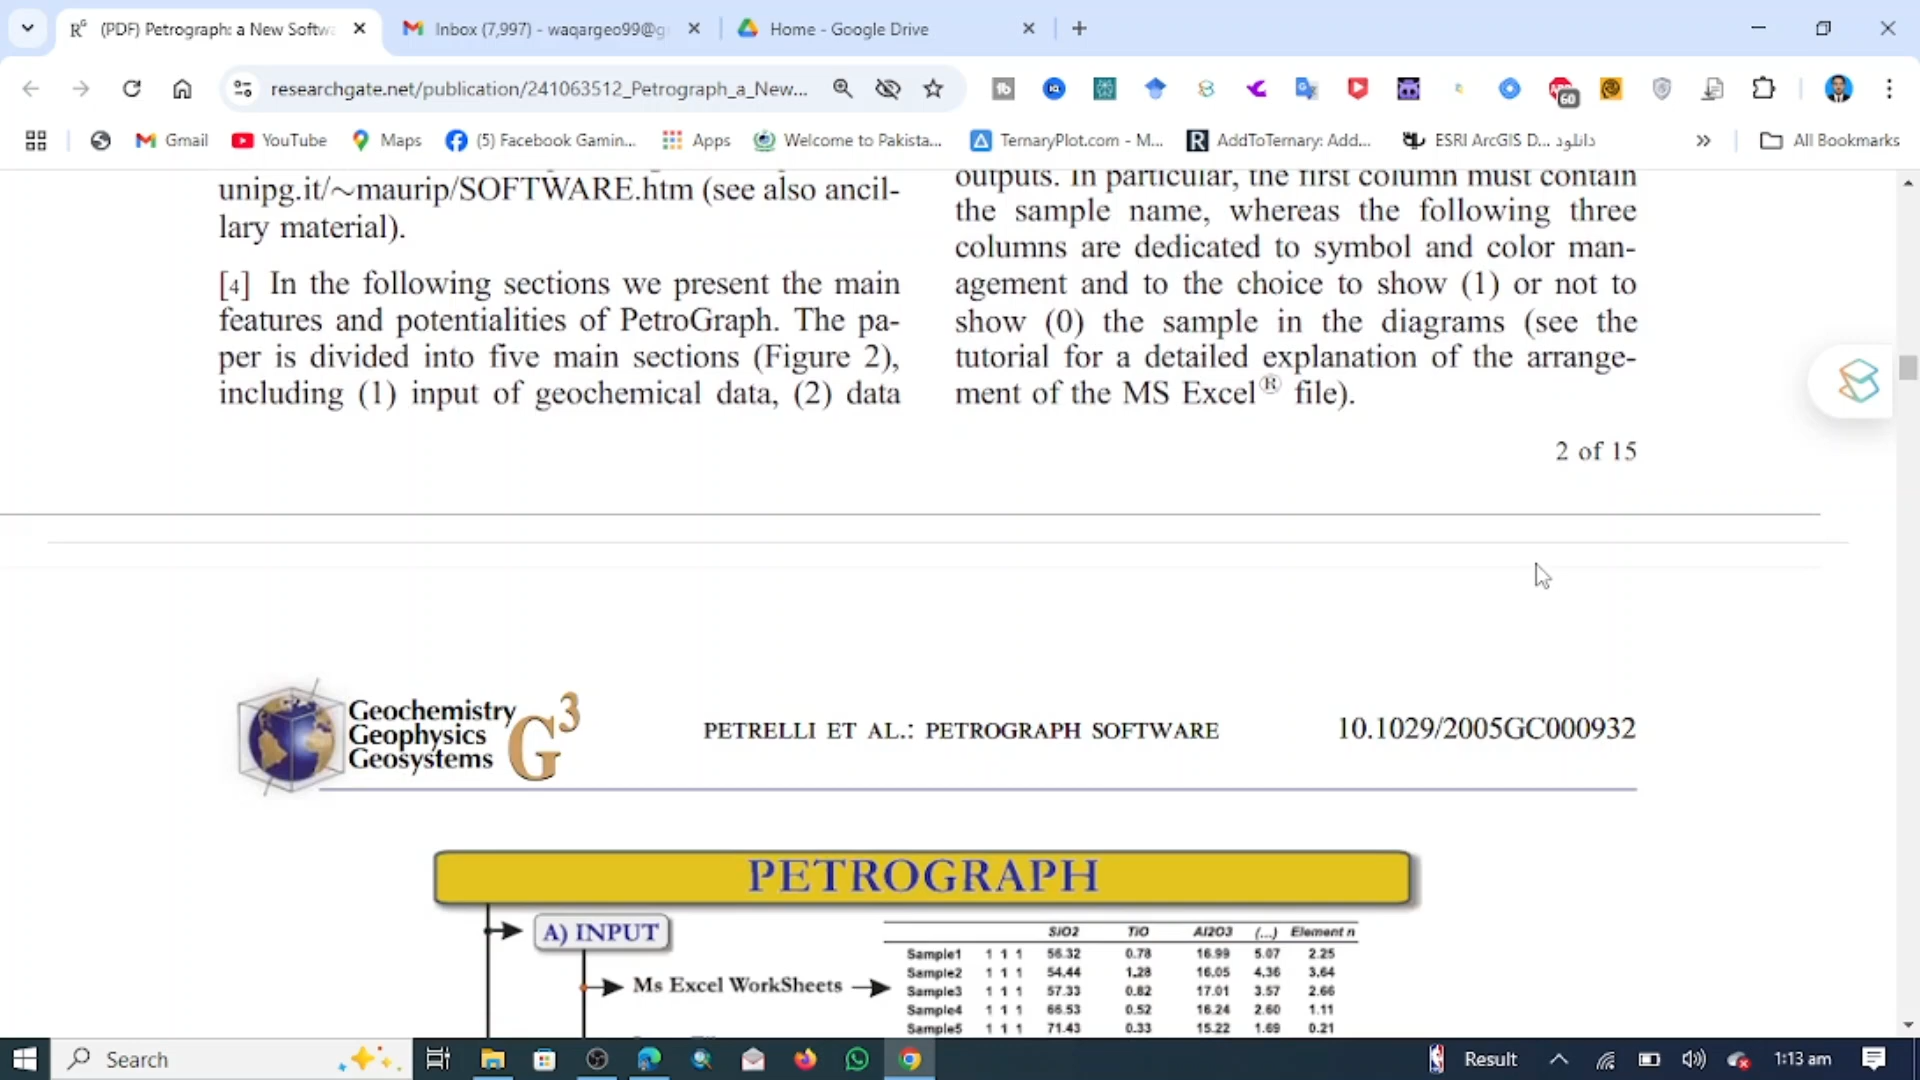 (PDF) Petrograph: a New Softw
Inbox (7,997) - waqargeo99@g
Home - Google Drive
researchgate.net/publication/241063512_Petrograph_a_New...
60
Gmail
YouTube
Maps
(5) Facebook Gamin...
Apps
Welcome to Pakista...
TernaryPlot.com - M...
AddToTernary: Add...
ESRI ArcGIS D... دانلود
All Bookmarks
unipg.it/~maurip/SOFTWARE.htm (see also ancil-
lary material).
[4] In the following sections we present the main
features and potentialities of PetroGraph. The pa-
per is divided into five main sections (Figure 2),
including (1) input of geochemical data, (2) data
outputs. In particular, the first column must contain
the sample name, whereas the following three
columns are dedicated to symbol and color man-
agement and to the choice to show (1) or not to
show (0) the sample in the diagrams (see the
tutorial for a detailed explanation of the arrange-
ment of the MS Excel® file).
2 of 15
Geochemistry
Geophysics
Geosystems
G3
PETRELLI ET AL.: PETROGRAPH SOFTWARE
10.1029/2005GC000932
PETROGRAPH
A) INPUT
Ms Excel WorkSheets
SiO2 TiO Al2O3 (...) Element n
Sample1 1 1 1 56.32 0.78 16.99 5.07 2.25
Sample2 1 1 1 54.44 1.28 16.05 4.36 3.64
Sample3 1 1 1 57.33 0.82 17.01 3.57 2.66
Sample4 1 1 1 66.53 0.52 16.24 2.60 1.11
Sample5 1 1 1 71.43 0.33 15.22 1.69 0.21
Search
Result
1:13 am